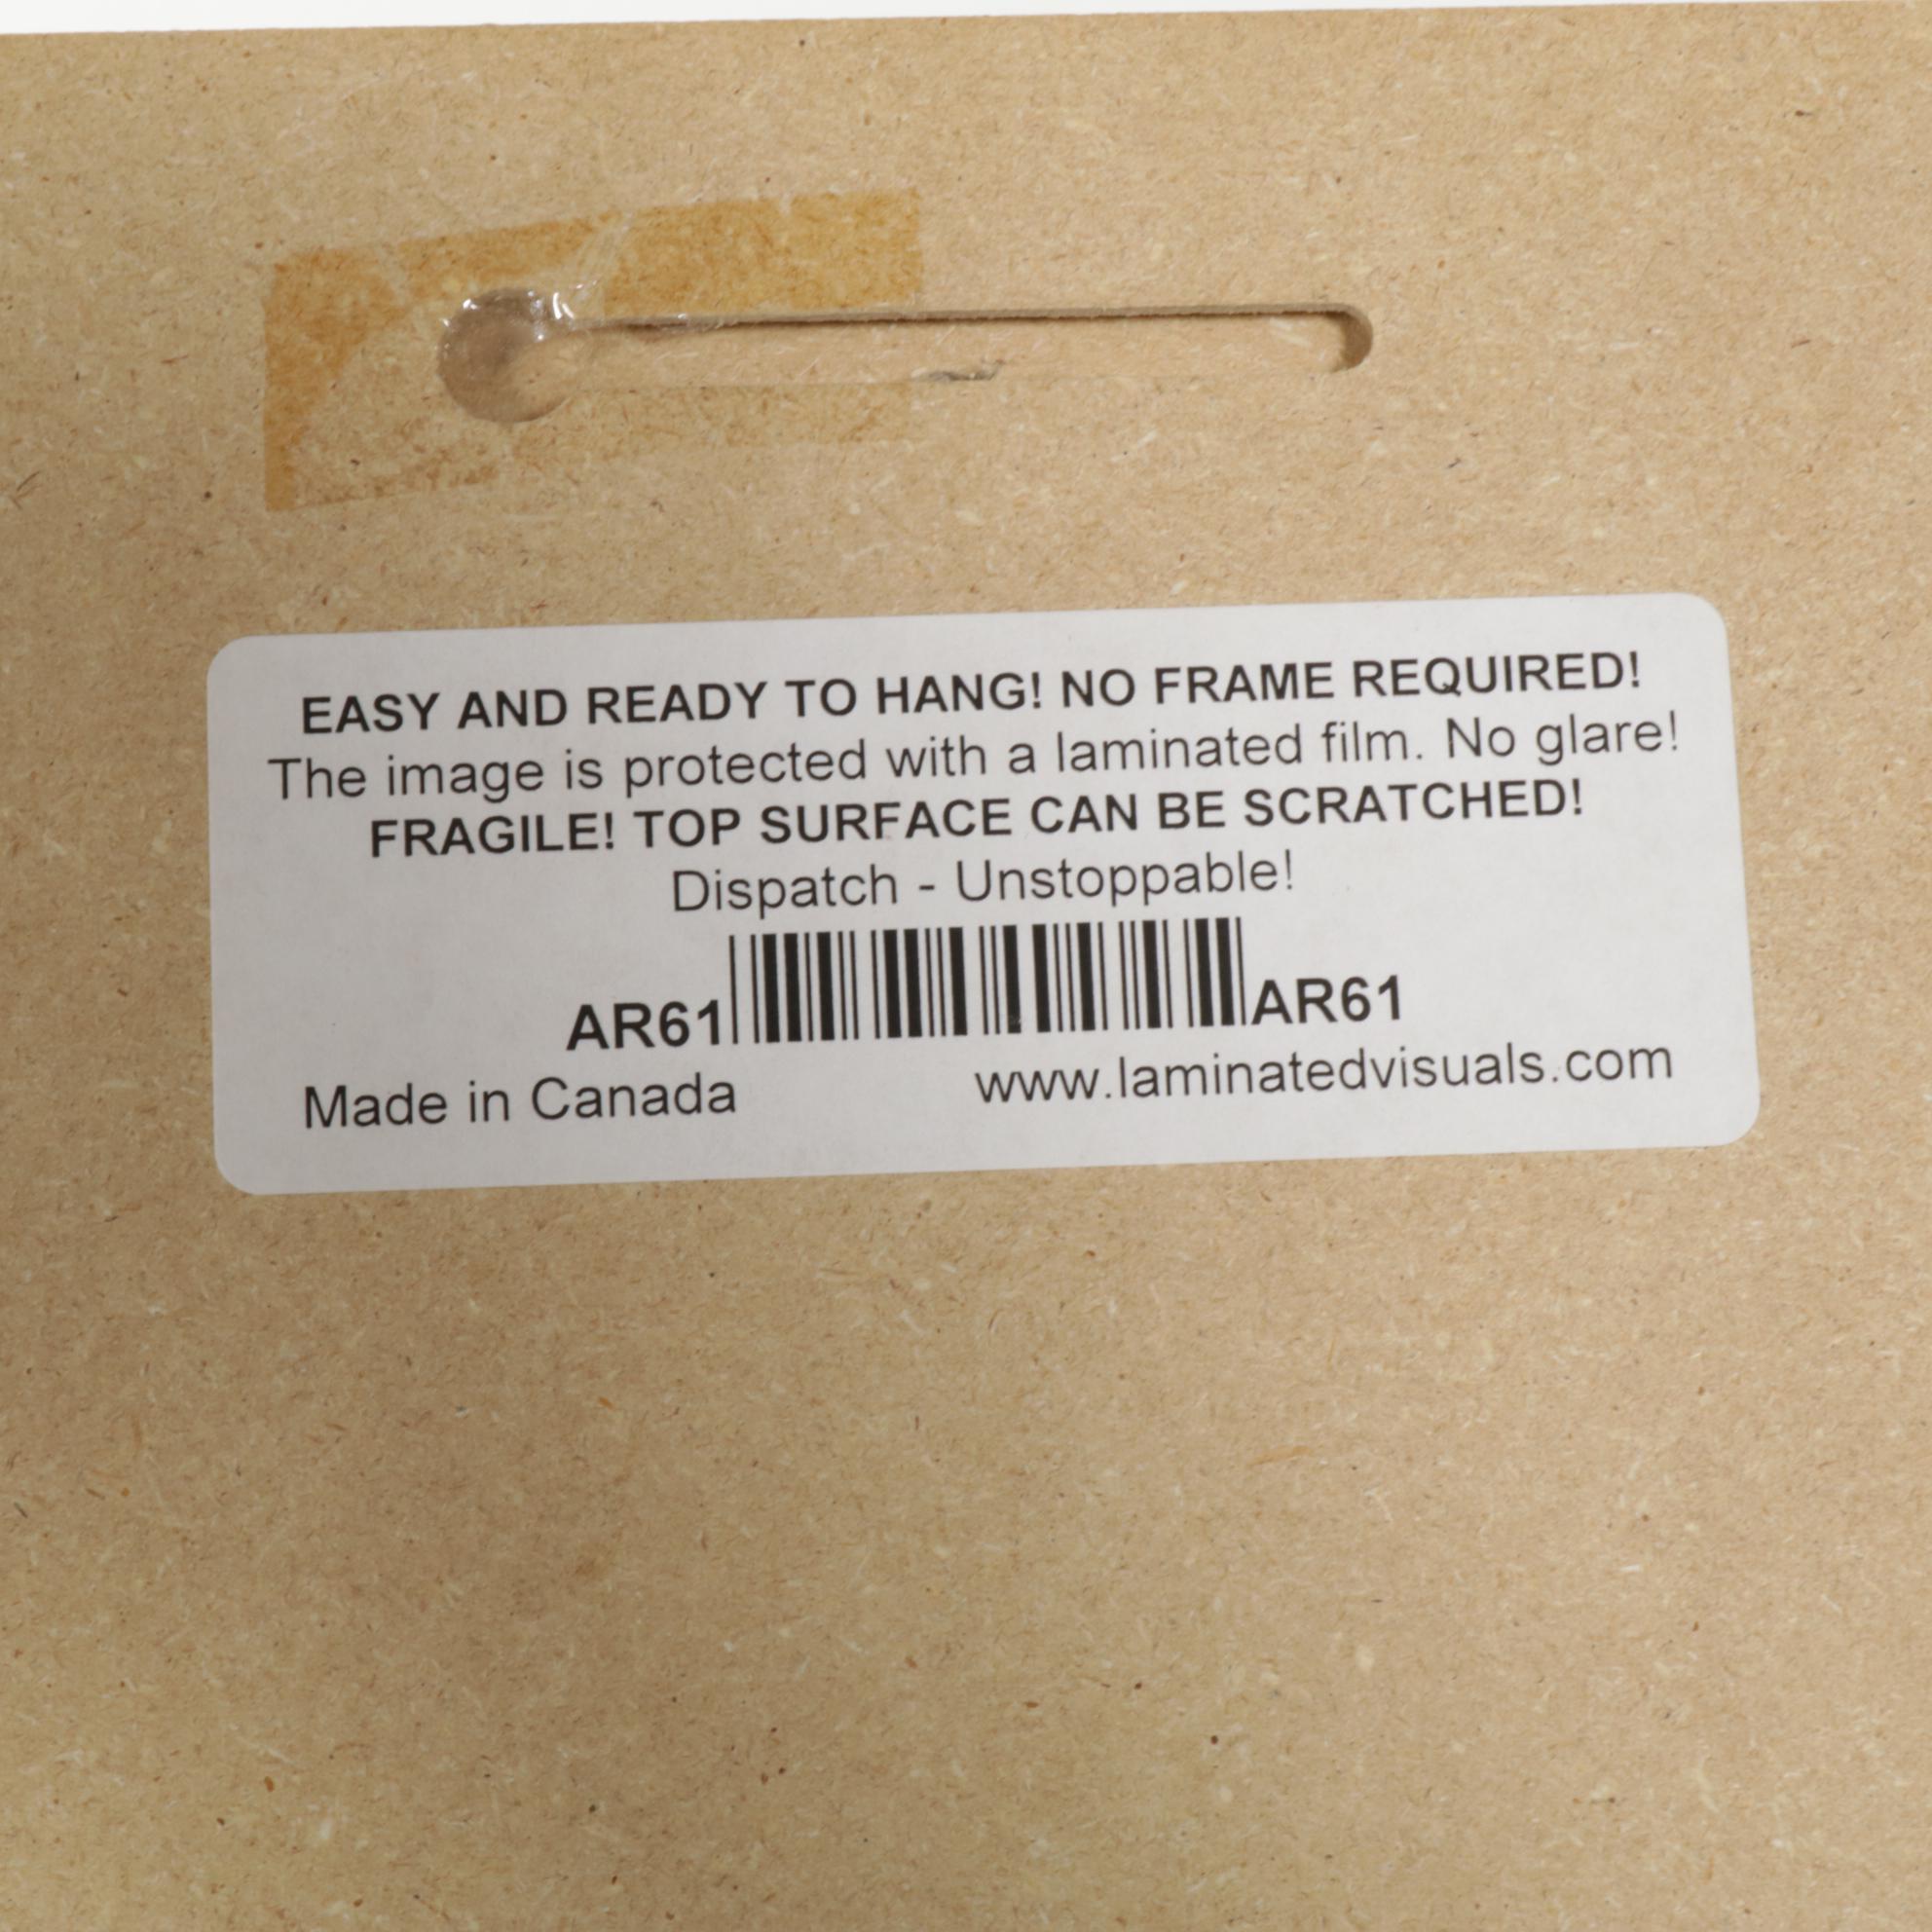 EASY AND READY TO HANG! NO FRAME REQUIRED!
The image is protected with a laminated film. No glare!
FRAGILE! TOP SURFACE CAN BE SCRATCHED!
Dispatch - Unstoppable!
AR61 AR61
Made in Canada www.laminatedvisuals.com